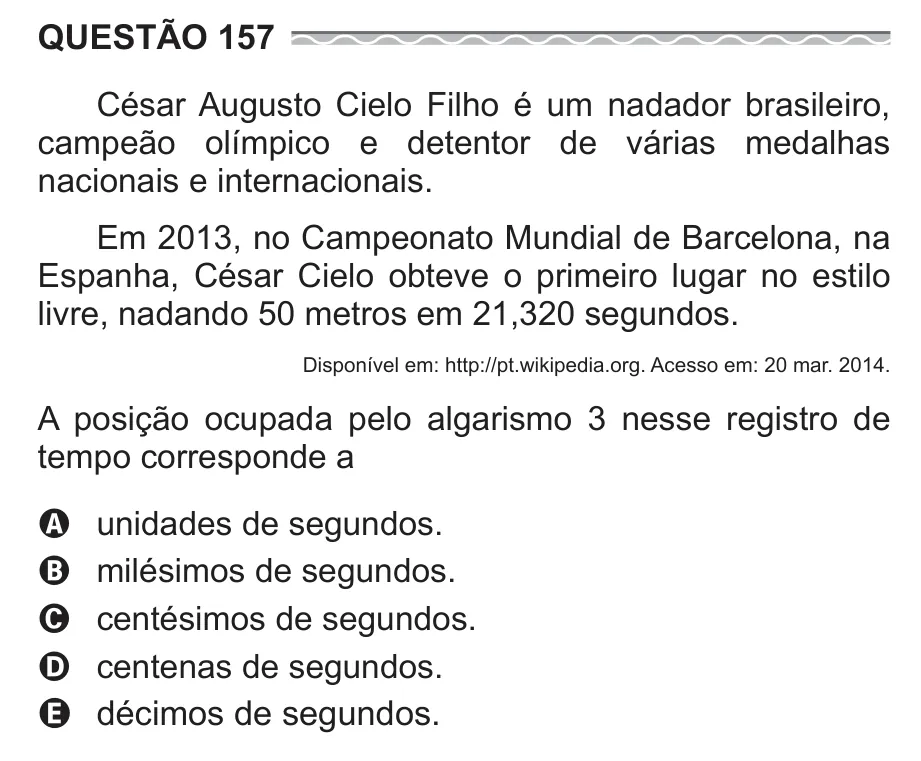 QUESTÃO 157
César Augusto Cielo Filho é um nadador brasileiro,
campeão olímpico e detentor de várias medalhas
nacionais e internacionais.
Em 2013, no Campeonato Mundial de Barcelona, na
Espanha, César Cielo obteve o primeiro lugar no estilo
livre, nadando 50 metros em 21,320 segundos.
Disponível em: http://pt.wikipedia.org. Acesso em: 20 mar. 2014.
A posição ocupada pelo algarismo 3 nesse registro de
tempo corresponde a
A unidades de segundos.
B milésimos de segundos.
C centésimos de segundos.
D centenas de segundos.
E décimos de segundos.